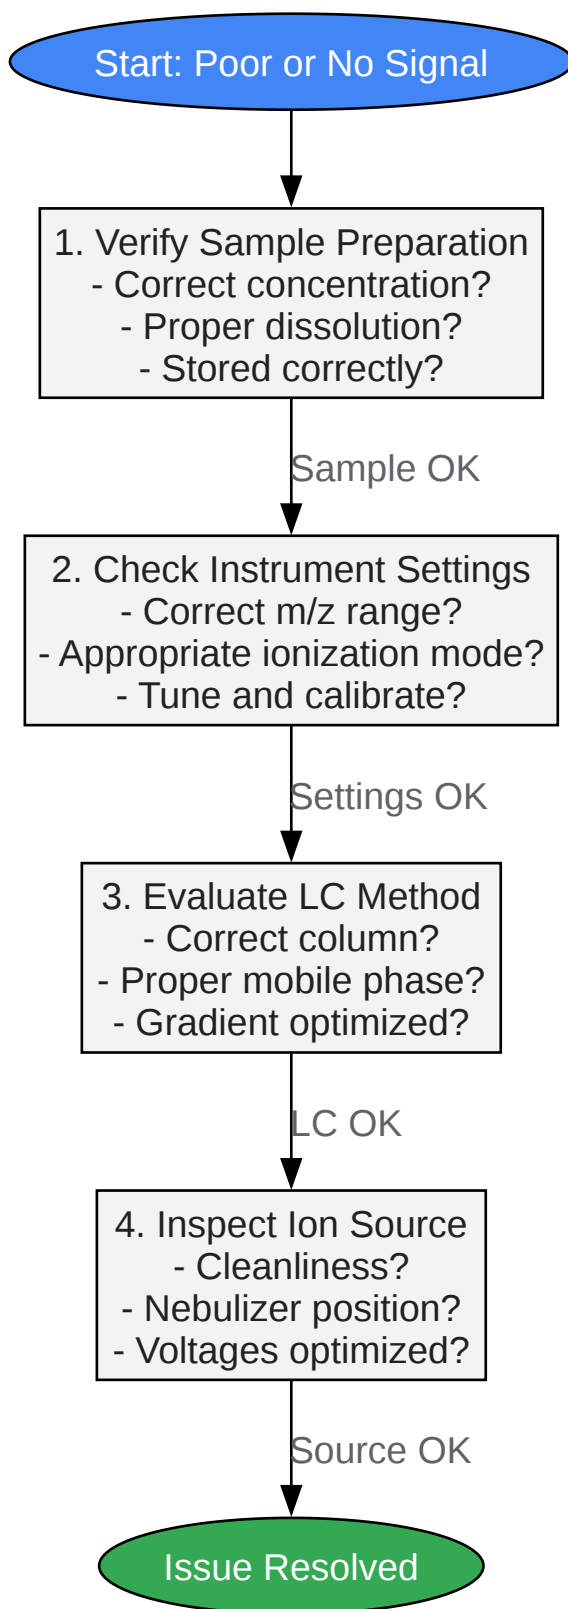 Start: Poor or No Signal
1. Verify Sample Preparation
- Correct concentration?
- Proper dissolution?
- Stored correctly?
Sample OK
2. Check Instrument Settings
- Correct m/z range?
- Appropriate ionization mode?
- Tune and calibrate?
Settings OK
3. Evaluate LC Method
- Correct column?
- Proper mobile phase?
- Gradient optimized?
LC OK
4. Inspect Ion Source
- Cleanliness?
- Nebulizer position?
- Voltages optimized?
Source OK
Issue Resolved